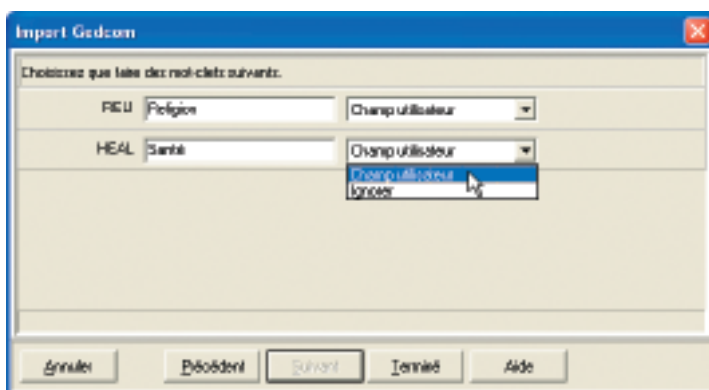 Import Gedcom
Choisissez que faire des mot-clefs suivants.
RELI Religion Champ utilisateur
HEAL Santé Champ utilisateur
Champ utilisateur
Ignorer
Annuler Précédent Suivant Terminé Aide